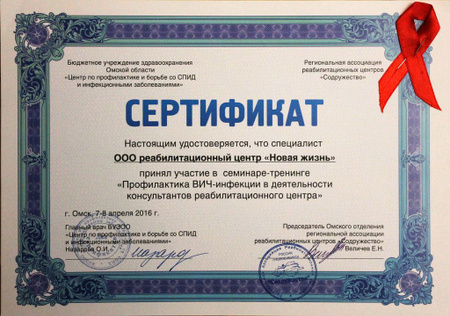 Бюджетное учреждение здравоохранения
Омской области
«Центр по профилактике и борьбе со СПИД
и инфекционными заболеваниями»
Региональная ассоциация
реабилитационных центров
«Содружество»
СЕРТИФИКАТ
Настоящим удостоверяется, что специалист
ООО реабилитационный центр «Новая жизнь»
принял участие в семинаре-тренинге
«Профилактика ВИЧ-инфекции в деятельности
консультантов реабилитационного центра»
г. Омск, 7-8 апреля 2016 г.
Главный врач БУЗОО
«Центр по профилактике и борьбе со СПИД
и инфекционными заболеваниями»
Назарова О.И.
Председатель Омского отделения
региональной ассоциации
реабилитационных центров «Содружество»
Величев Е.Н.